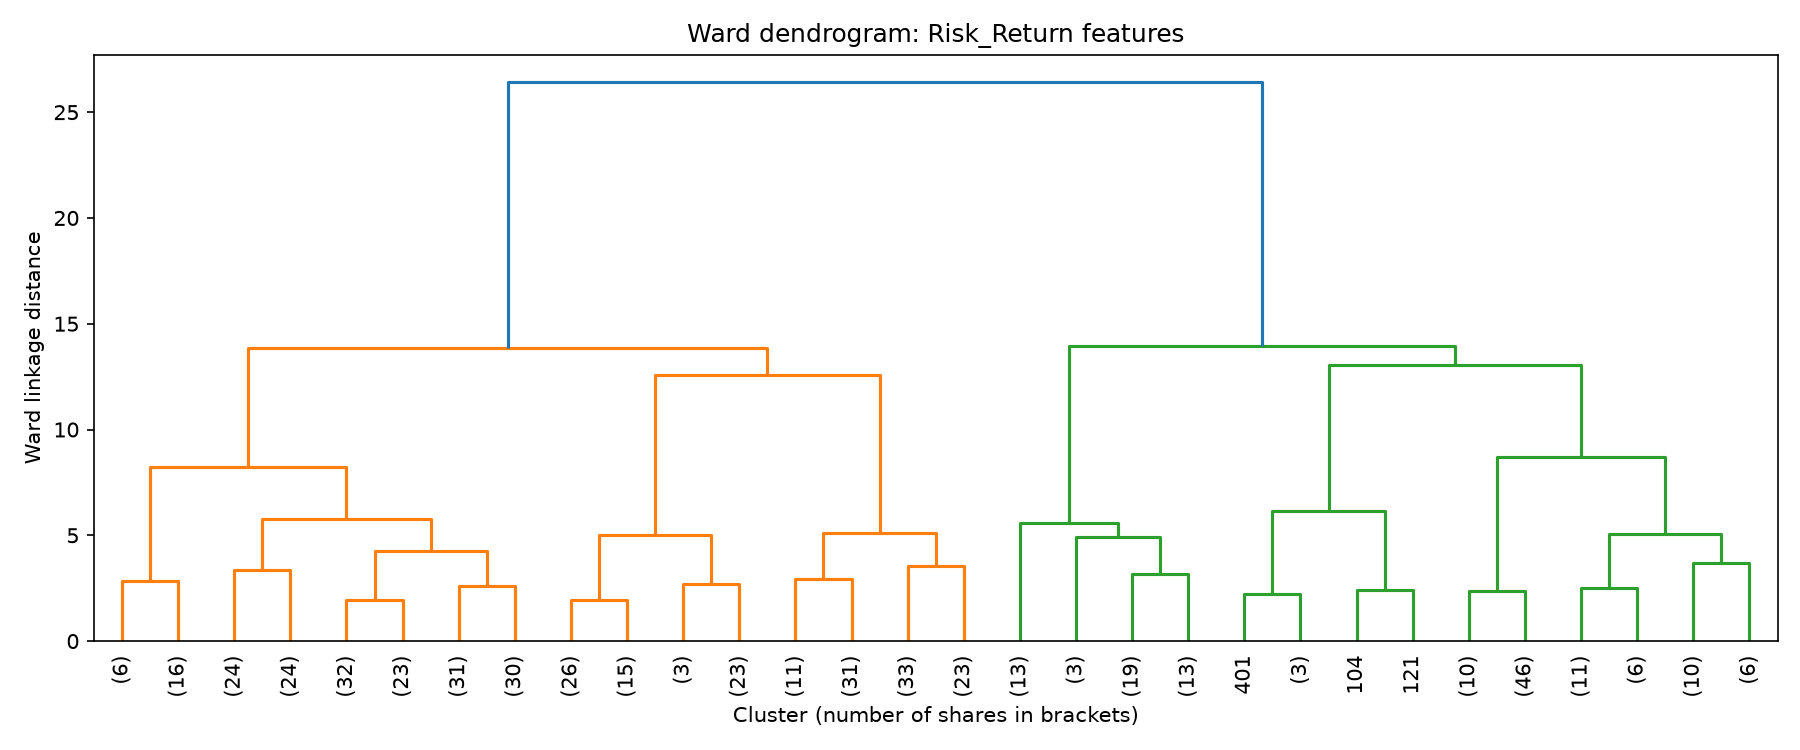 Ward dendrogram: Risk_Return features
Ward linkage distance
25
20
15
10
5
0
(6) (16) (24) (24) (32) (23) (31) (30) (26) (15) (3) (23) (11) (31) (33) (23) (13) (3) (19) (13) 401 (3) 104 121 (10) (46) (11) (6) (10) (6)
Cluster (number of shares in brackets)